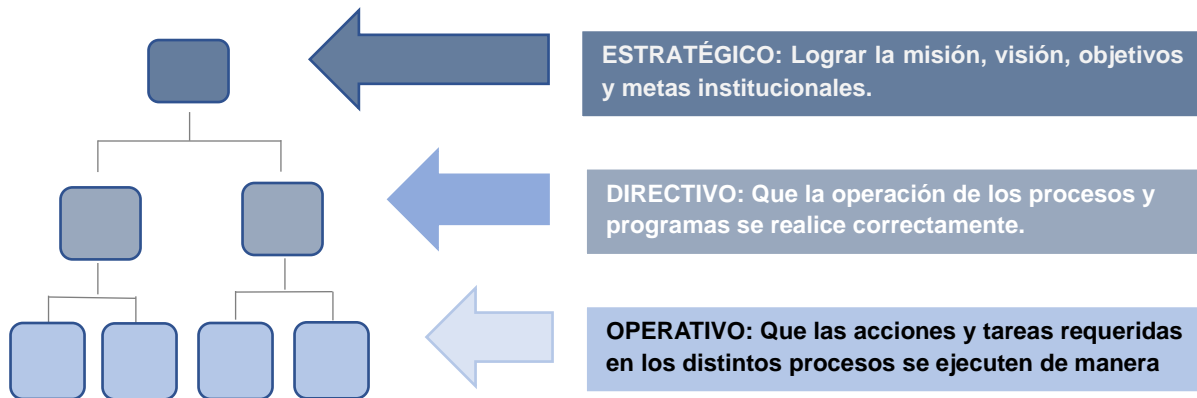 ESTRATÉGICO: Lograr la misión, visión, objetivos
y metas institucionales.
DIRECTIVO: Que la operación de los procesos y
programas se realice correctamente.
OPERATIVO: Que las acciones y tareas requeridas
en los distintos procesos se ejecuten de manera